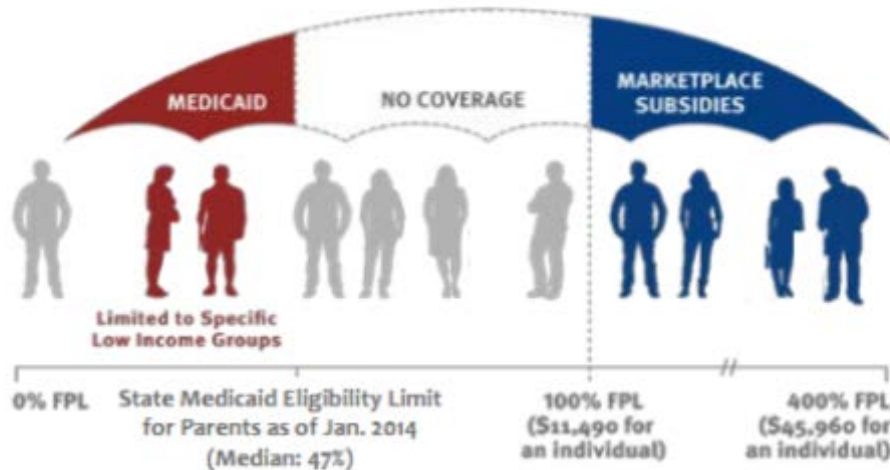 MEDICAID
NO COVERAGE
MARKETPLACE
SUBSIDIES
Limited to Specific
Low Income Groups
0% FPL
State Medicaid Eligibility Limit
for Parents as of Jan. 2014
(Median: 47%)
100% FPL
($11,490 for
an individual)
400% FPL
($45,960 for
an individual)